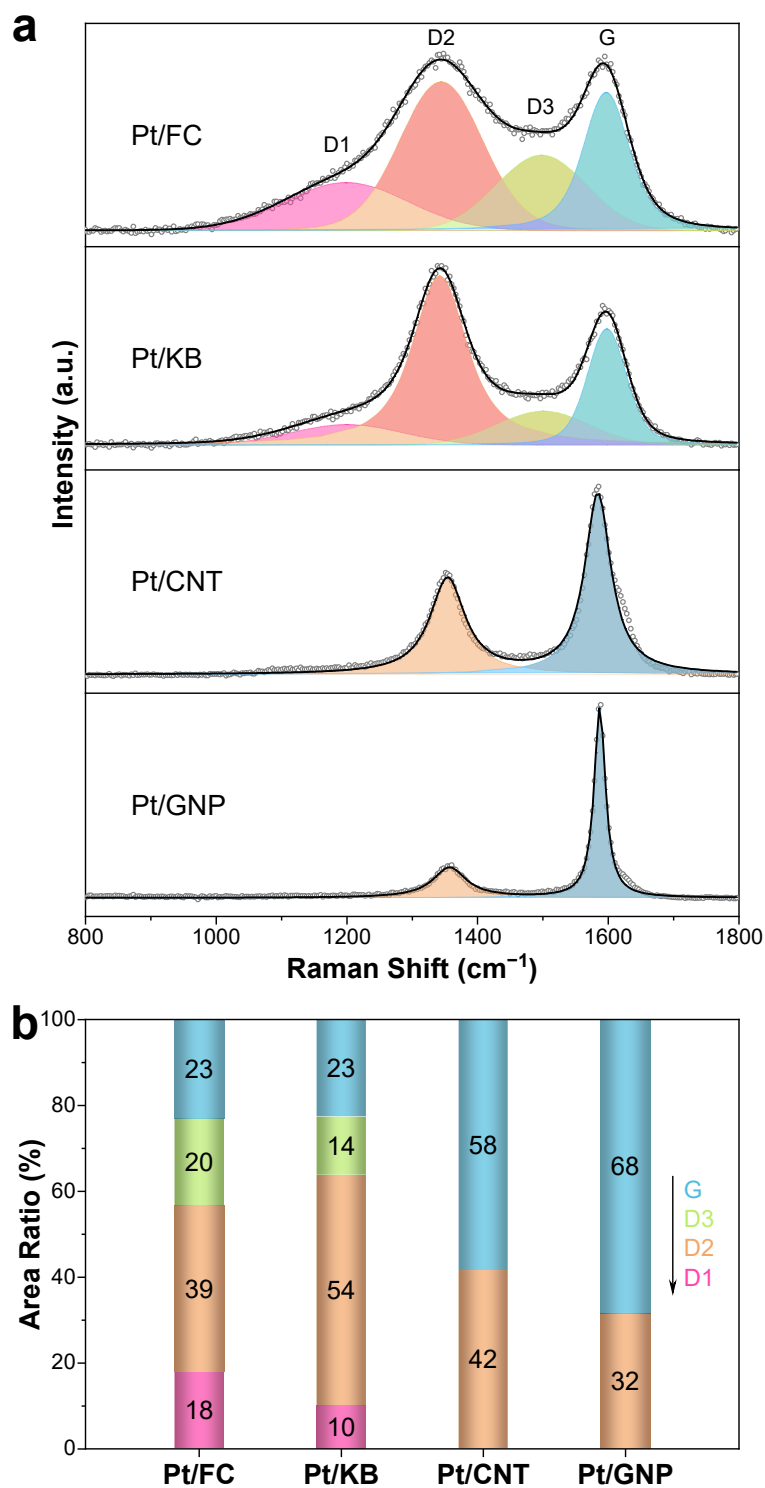 a
D2
G
D3
D1
Pt/FC
Pt/KB
Pt/CNT
Pt/GNP
Intensity (a.u.)
800 1000 1200 1400 1600 1800
Raman Shift (cm⁻¹)
b
100
80
60
40
20
0
Area Ratio (%)
23 23
20 14 58 68
39 54
18 10 42 32
G
D3
D2
D1
Pt/FC Pt/KB Pt/CNT Pt/GNP